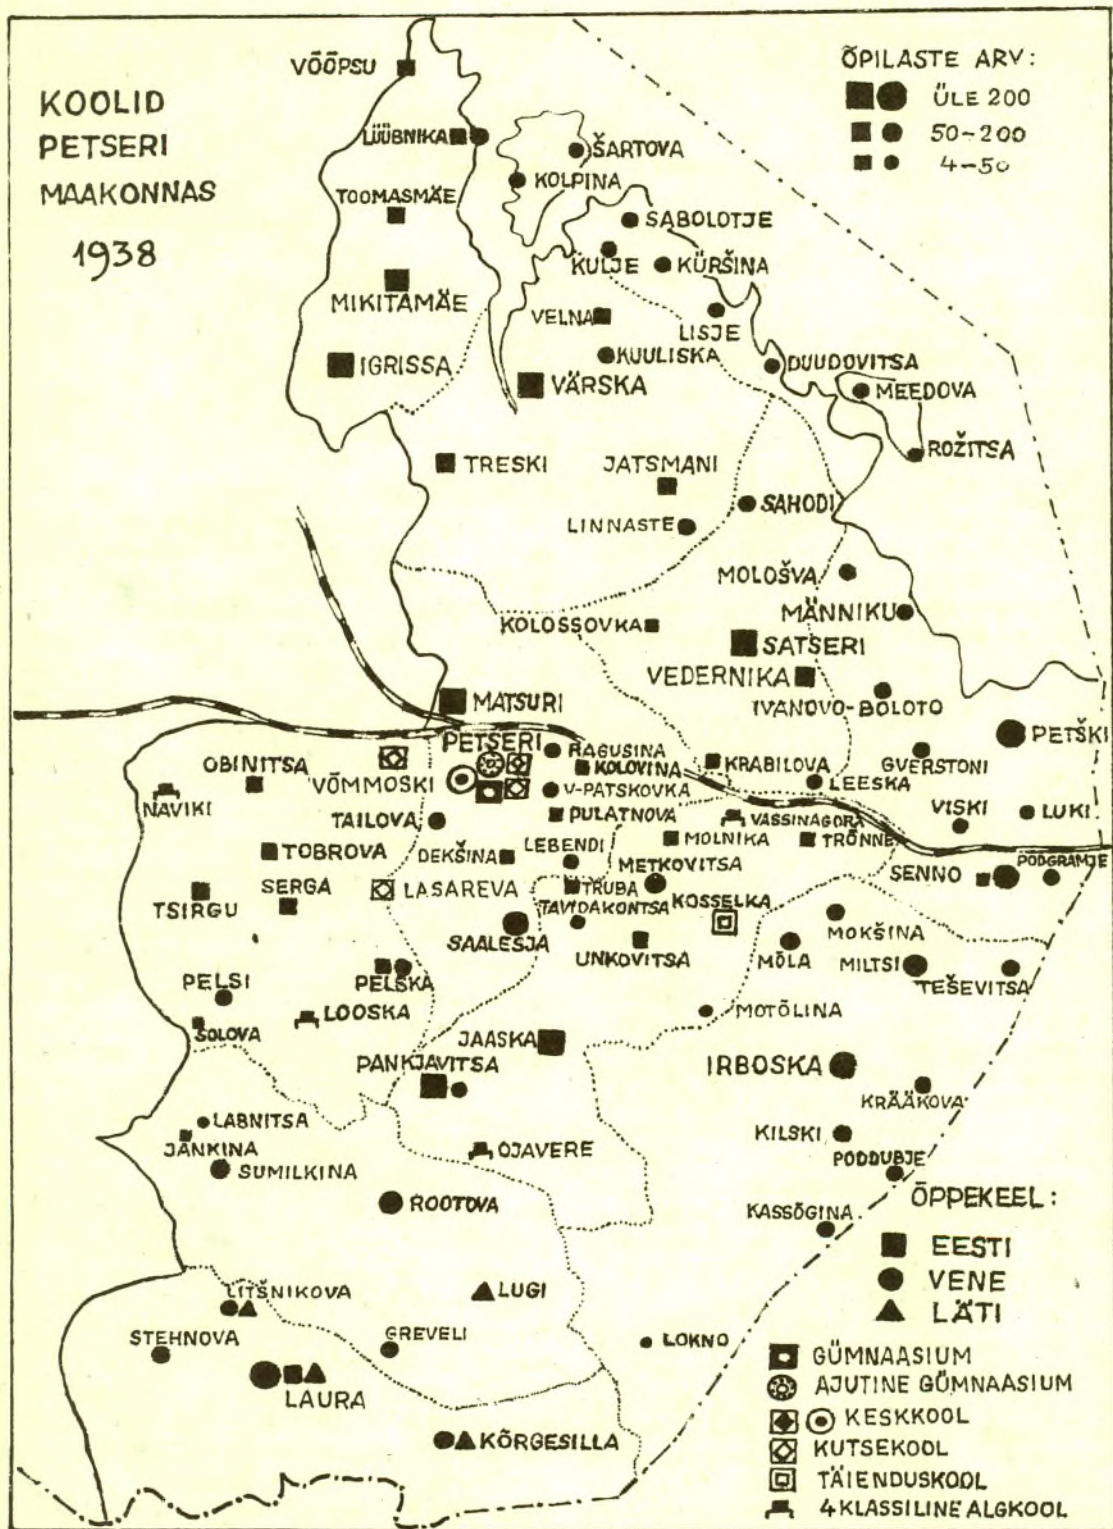 KOOLID
PETSERI
MAAKONNAS
1938
ÕPILASTE ARV:
ÜLE 200
50-200
4-50
VÕÕPSU
LÜÜBNIKA
ŠARTOVA
KOLPINA
TOOMASMÄE
SABOLOTJE
KULJE
KÜRŠINA
MIKITAMÄE
VELNA
LISJE
IGRISSA
KUULISKA
DUUDOVITSA
VÄRSKA
MEEDOVA
ROŽITSA
TRESKI
JATSMANI
SAHODI
LINNASTE
MOLOŠVA
MÄNNIKU
KOLOSSOVKA
SATSERI
VEDERNIKA
MATSURI
IVANOVO-BOLOTO
PETŠKI
PETSERI
RAGUSINA
KOLOVINA
KRABILOVA
GVERSTONI
OBINITSA
VÕMMOSKI
LEESKA
NAVIKI
V-PATSKOVKA
VISKI
LUKI
TAILOVA
PULATNOVA
VASSINAGORA
MOLNIKA
TRÕNNE
TOBROVA
DEKŠINA
LEBENDI
METKOVITSA
SENNO
PODGRAMJE
SERGA
LASAREVA
TRUBA
KOSSELKA
TSIRGU
TAVIDAKONTSA
MOKŠINA
SAALESJA
UNKOVITSA
MÕLA
MILTSI
TEŠEVITSA
PELSI
PELSKA
SOLOVA
LOOSKA
MOTÕLINA
JAASKA
PANKJAVITSA
IRBOSKA
KRÄÄKOVA
LABNITSA
JANKINA
KILSKI
SUMILKINA
OJAVERE
PODDUBJE
ROOTOVA
KASSÕGINA
ÕPPEKEEL:
EESTI
VENE
LÄTI
LITŠNIKOVA
LUGI
STEHNOVA
GREVELI
LOKNO
LAURA
KÕRGESILLA
GÜMNAASIUM
AJUTINE GÜMNAASIUM
KESKKOOL
KUTSEKOOL
TÄIENDUSKOOL
4 KLASSILINE ALGKOOL